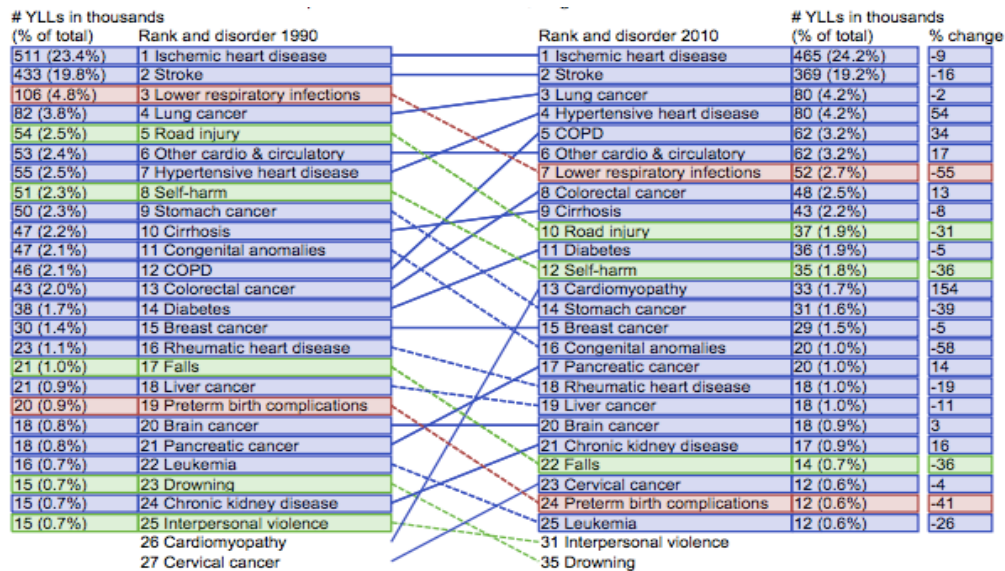 # YLLs in thousands # YLLs in thousands
(% of total) Rank and disorder 1990 Rank and disorder 2010 (% of total) % change
511 (23.4%) 1 Ischemic heart disease 1 Ischemic heart disease 465 (24.2%) -9
433 (19.8%) 2 Stroke 2 Stroke 369 (19.2%) -16
106 (4.8%) 3 Lower respiratory infections 3 Lung cancer 80 (4.2%) -2
82 (3.8%) 4 Lung cancer 4 Hypertensive heart disease 80 (4.2%) 54
54 (2.5%) 5 Road injury 5 COPD 62 (3.2%) 34
53 (2.4%) 6 Other cardio & circulatory 6 Other cardio & circulatory 62 (3.2%) 17
55 (2.5%) 7 Hypertensive heart disease 7 Lower respiratory infections 52 (2.7%) -55
51 (2.3%) 8 Self-harm 8 Colorectal cancer 48 (2.5%) 13
50 (2.3%) 9 Stomach cancer 9 Cirrhosis 43 (2.2%) -8
47 (2.2%) 10 Cirrhosis 10 Road injury 37 (1.9%) -31
47 (2.1%) 11 Congenital anomalies 11 Diabetes 36 (1.9%) -5
46 (2.1%) 12 COPD 12 Self-harm 35 (1.8%) -36
43 (2.0%) 13 Colorectal cancer 13 Cardiomyopathy 33 (1.7%) 154
38 (1.7%) 14 Diabetes 14 Stomach cancer 31 (1.6%) -39
30 (1.4%) 15 Breast cancer 15 Breast cancer 29 (1.5%) -5
23 (1.1%) 16 Rheumatic heart disease 16 Congenital anomalies 20 (1.0%) -58
21 (1.0%) 17 Falls 17 Pancreatic cancer 20 (1.0%) 14
21 (0.9%) 18 Liver cancer 18 Rheumatic heart disease 18 (1.0%) -19
20 (0.9%) 19 Preterm birth complications 19 Liver cancer 18 (1.0%) -11
18 (0.8%) 20 Brain cancer 20 Brain cancer 18 (0.9%) 3
18 (0.8%) 21 Pancreatic cancer 21 Chronic kidney disease 17 (0.9%) 16
16 (0.7%) 22 Leukemia 22 Falls 14 (0.7%) -36
15 (0.7%) 23 Drowning 23 Cervical cancer 12 (0.6%) -4
15 (0.7%) 24 Chronic kidney disease 24 Preterm birth complications 12 (0.6%) -41
15 (0.7%) 25 Interpersonal violence 25 Leukemia 12 (0.6%) -26
26 Cardiomyopathy 31 Interpersonal violence
27 Cervical cancer 35 Drowning